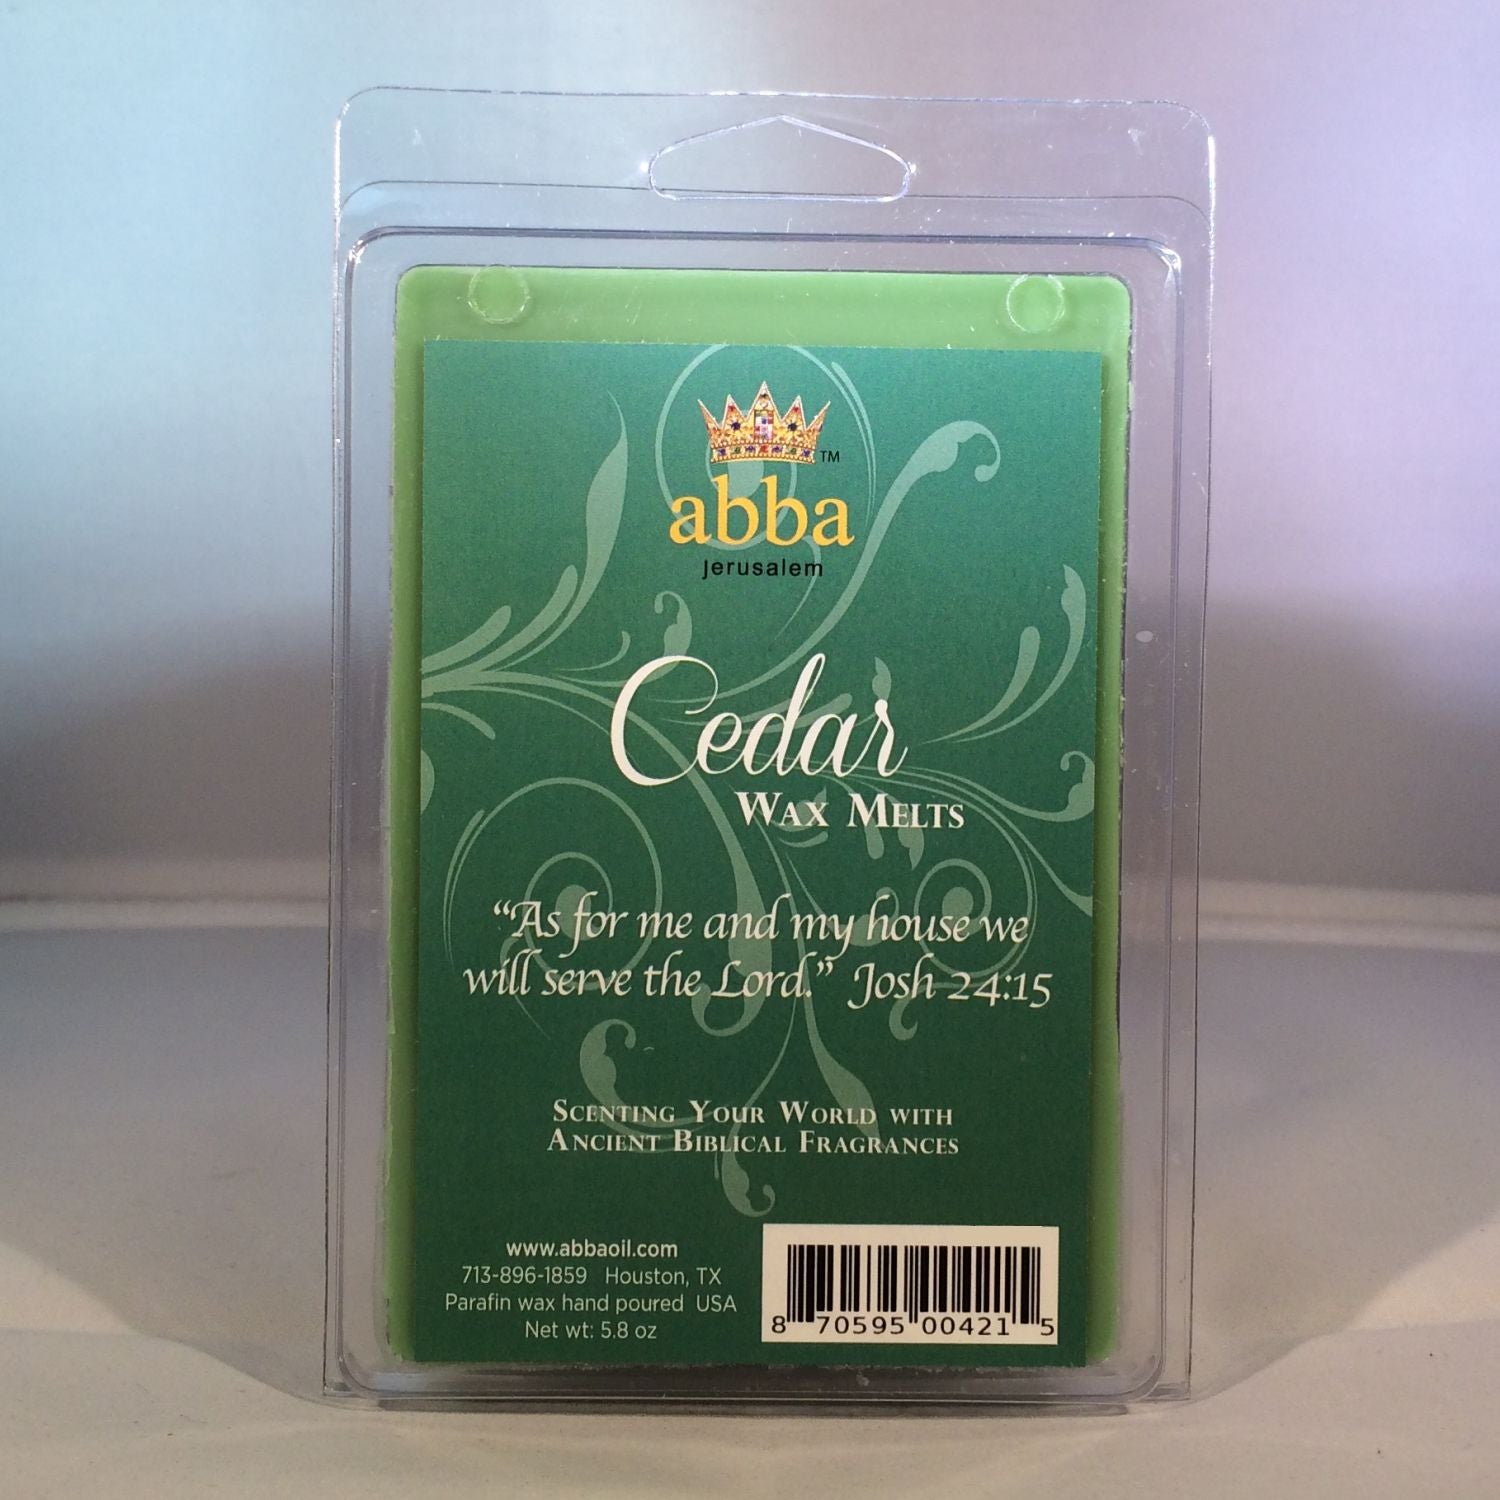 TM
abba
jerusalem
Cedar
Wax Melts
“As for me and my house we
will serve the Lord.” Josh 24:15
Scenting Your World with
Ancient Biblical Fragrances
www.abbaoil.com
713-896-1859 Houston, TX
Parafin wax hand poured USA
Net wt: 5.8 oz
8 70595 00421 5